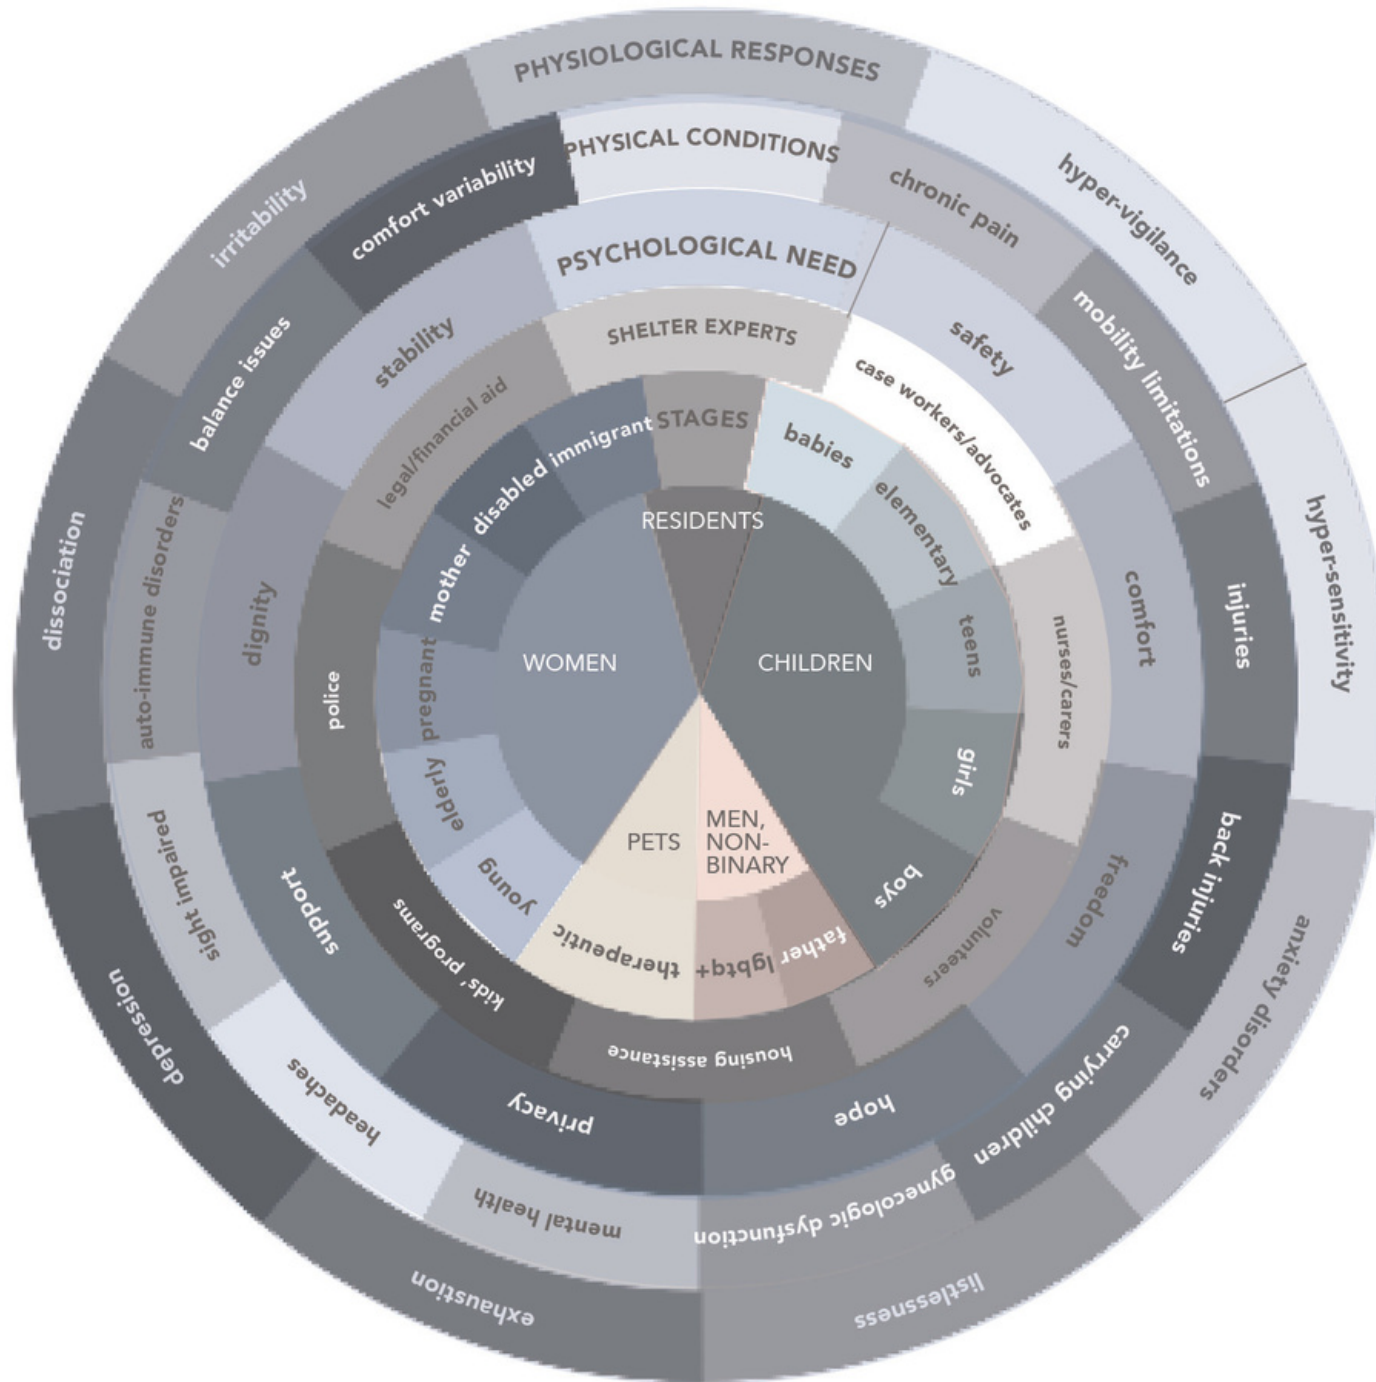 PHYSIOLOGICAL RESPONSES
hyper-vigilance
hyper-sensitivity
anxiety disorders
listlessness
exhaustion
depression
dissociation
irritability
PHYSICAL CONDITIONS
chronic pain
mobility limitations
injuries
back injuries
carrying children
gynecologic dysfunction
mental health
headaches
sight impaired
auto-immune disorders
balance issues
comfort variability
PSYCHOLOGICAL NEED
safety
comfort
freedom
hope
privacy
support
dignity
stability
SHELTER EXPERTS
case workers/advocates
nurses/carers
volunteers
housing assistance
kids' programs
police
legal/financial aid
STAGES
babies
elementary
teens
girls
boys
father
lgbtq+
therapeutic
young
elderly
pregnant
mother
disabled
immigrant
RESIDENTS
CHILDREN
MEN,
NON-
BINARY
PETS
WOMEN